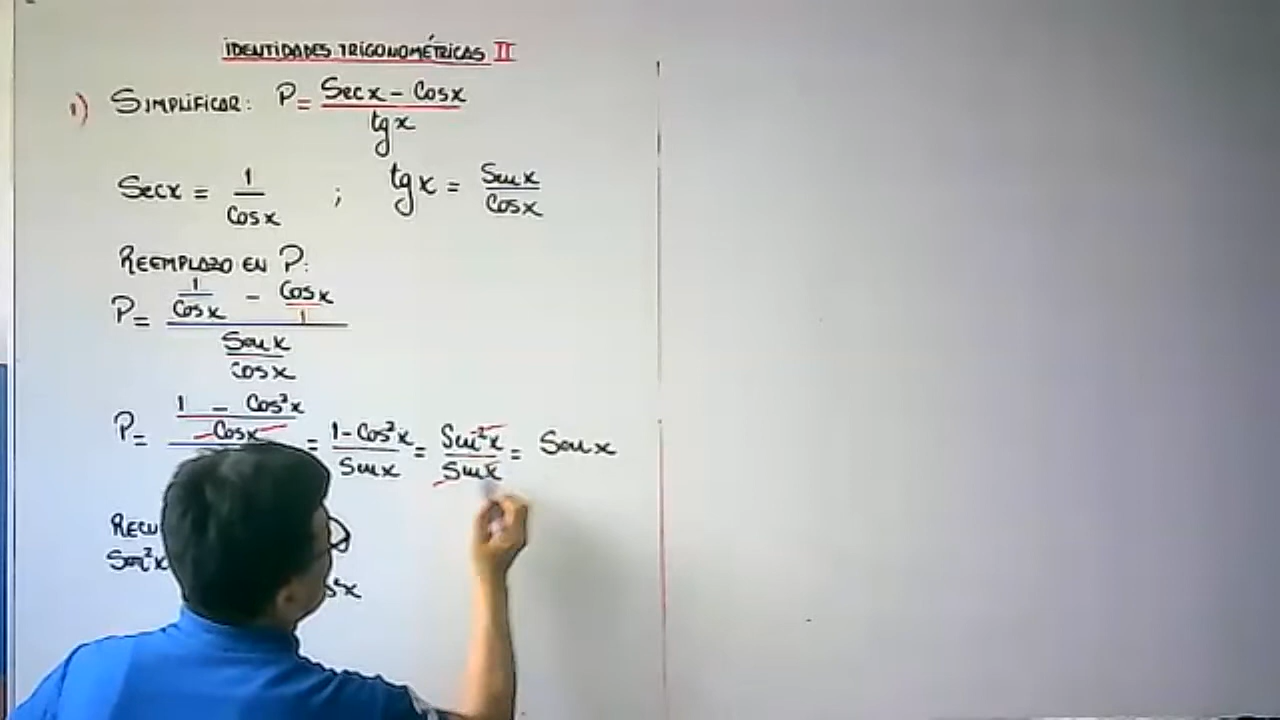 IDENTIDADES TRIGONOMÉTRICAS II
1) SIMPLIFICAR: P = (Secx - Cosx) / tgx
Secx = 1 / Cosx ; tgx = Senx / Cosx
REEMPLAZO EN P:
P = (1/Cosx - Cosx/1) / (Senx/Cosx)
P = (1 - Cos²x) / Cosx = (1 - Cos²x) / Senx = Sen²x / Senx = Senx
Sen²x